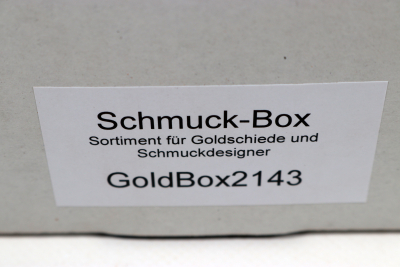 Schmuck-Box
Sortiment für Goldschiede und
Schmuckdesigner
GoldBox2143